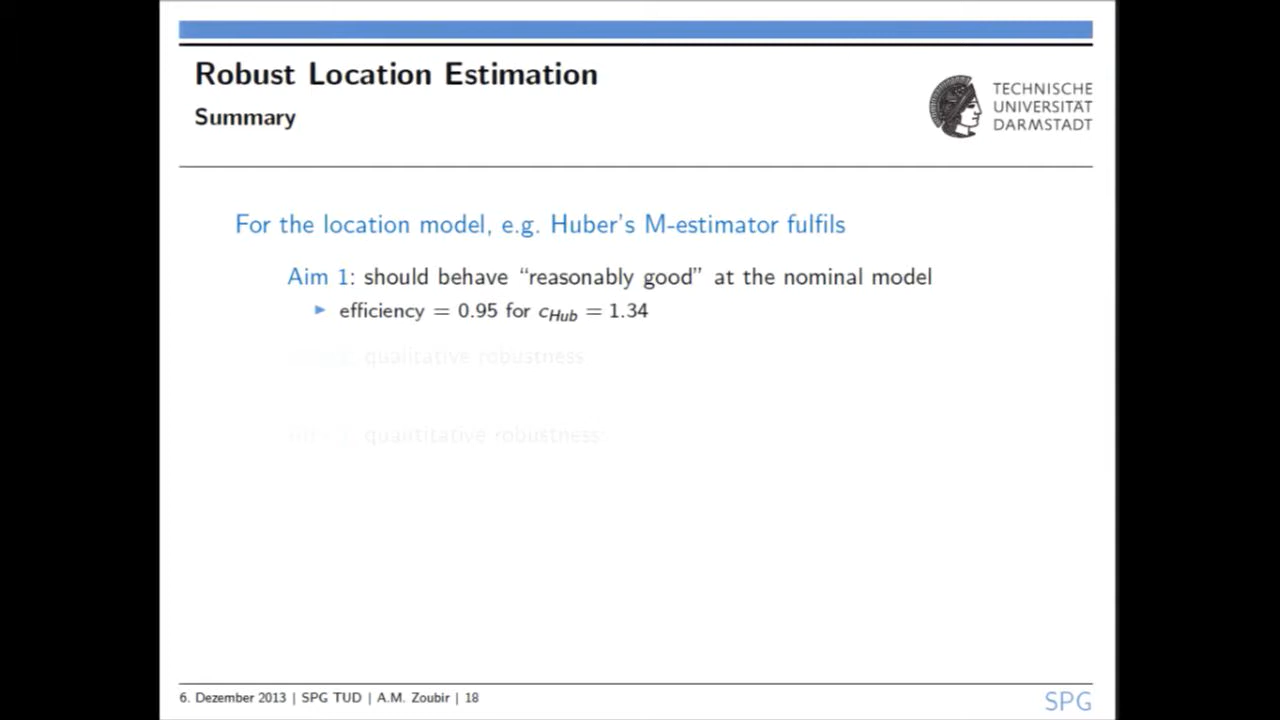 Robust Location Estimation
Summary
TECHNISCHE
UNIVERSITÄT
DARMSTADT
For the location model, e.g. Huber's M-estimator fulfils
Aim 1: should behave “reasonably good” at the nominal model
► efficiency = 0.95 for cHub = 1.34
qualitative robustness
quantitative robustness
6. Dezember 2013 | SPG TUD | A.M. Zoubir | 18
SPG